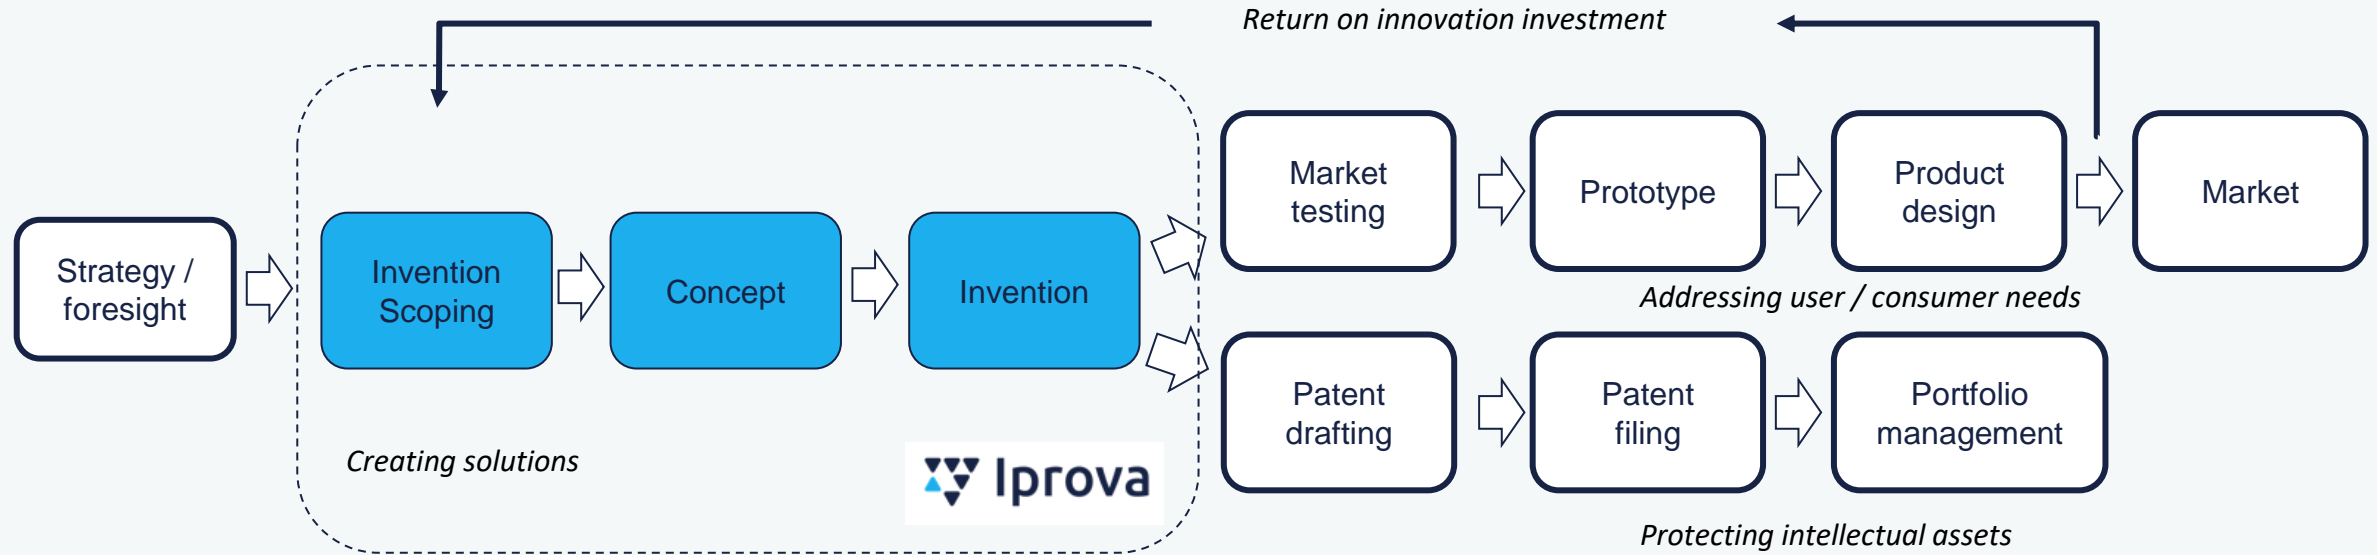 Return on innovation investment
Strategy /
foresight
Invention
Scoping
Concept
Invention
Creating solutions
Iprova
Market
testing
Prototype
Product
design
Market
Addressing user / consumer needs
Patent
drafting
Patent
filing
Portfolio
management
Protecting intellectual assets